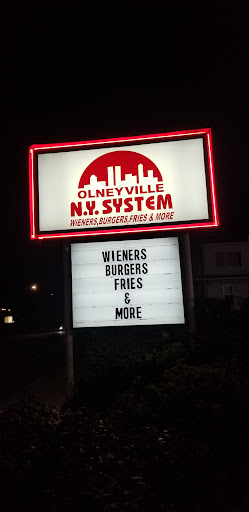 OLNEYVILLE
N.Y. SYSTEM
WIENERS, BURGERS, FRIES & MORE
WIENERS
BURGERS
FRIES
&
MORE